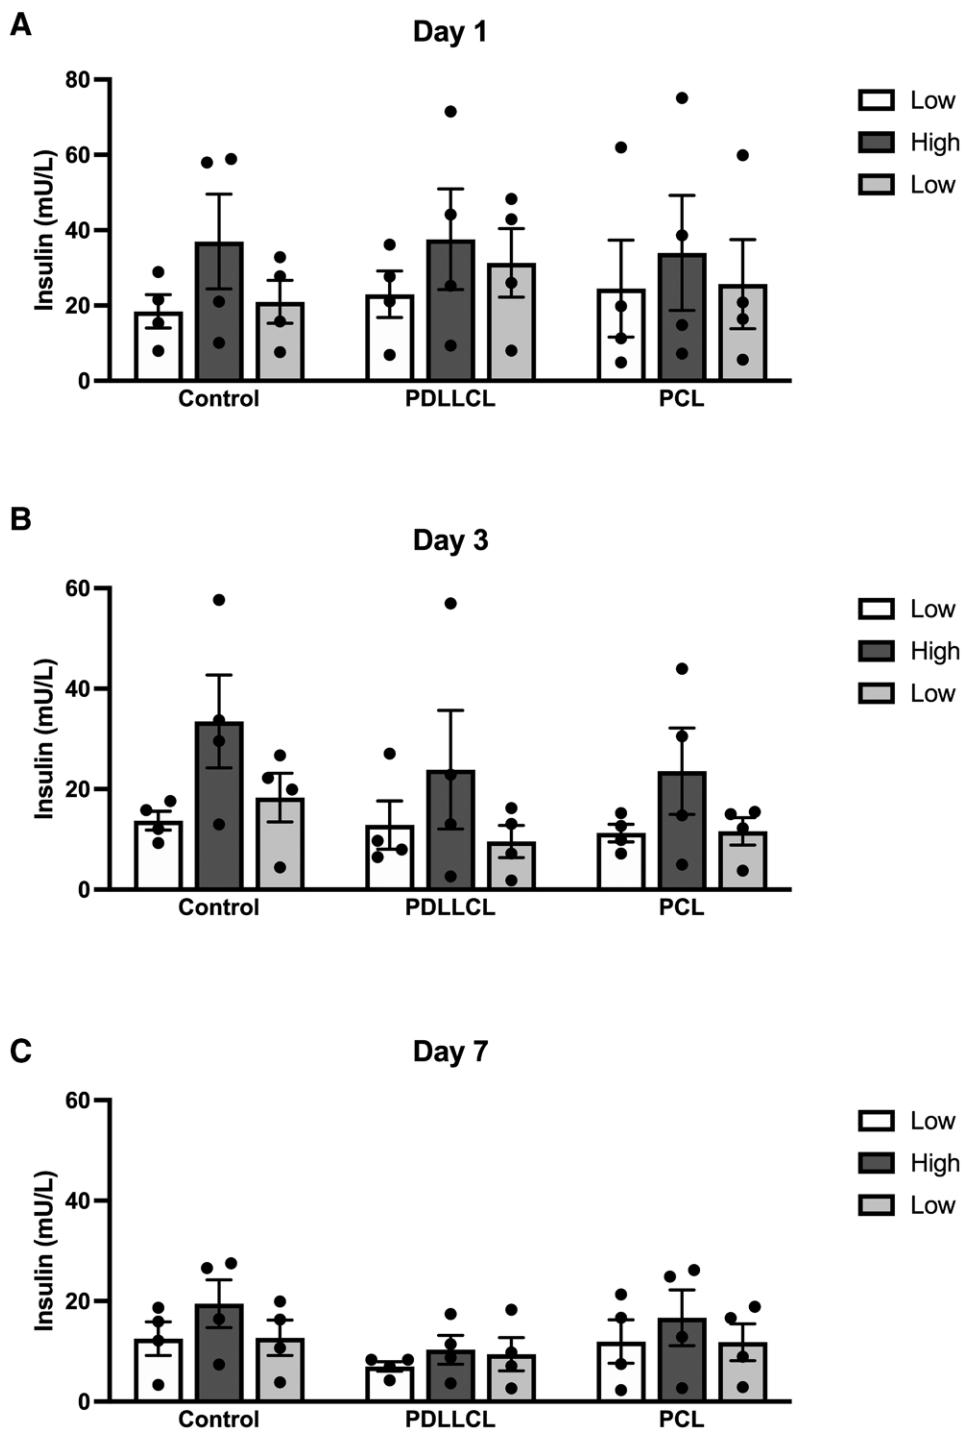 A
Day 1
Insulin (mU/L)
80
60
40
20
0
Control
PDLLCL
PCL
Low
High
Low
B
Day 3
Insulin (mU/L)
60
40
20
0
Control
PDLLCL
PCL
Low
High
Low
C
Day 7
Insulin (mU/L)
60
40
20
0
Control
PDLLCL
PCL
Low
High
Low